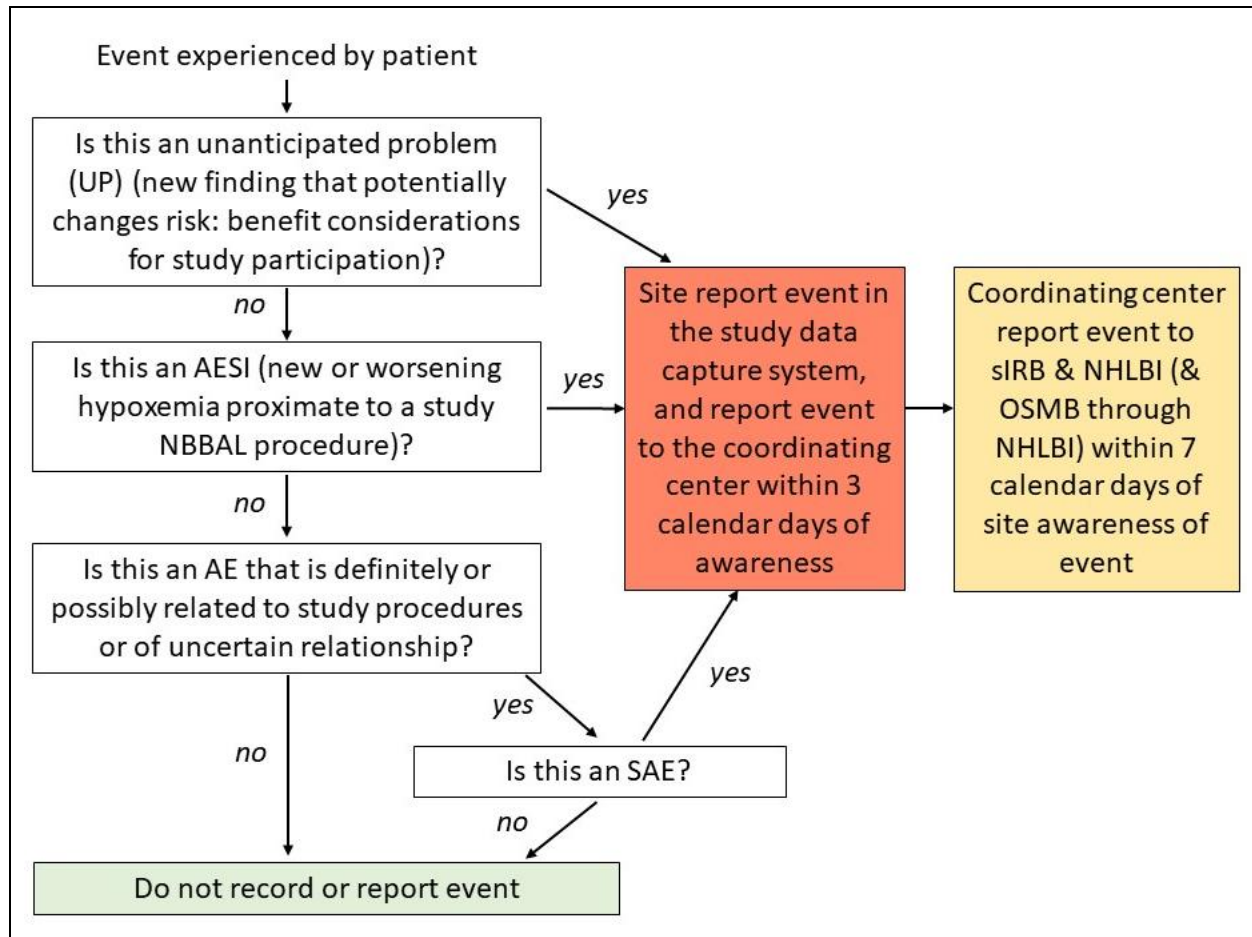 Event experienced by patient
Is this an unanticipated problem
(UP) (new finding that potentially
changes risk: benefit considerations
for study participation)?
yes
no
Is this an AESI (new or worsening
hypoxemia proximate to a study
NBBAL procedure)?
yes
no
Is this an AE that is definitely or
possibly related to study procedures
or of uncertain relationship?
yes
no
Is this an SAE?
yes
no
Do not record or report event
Site report event in
the study data
capture system,
and report event
to the coordinating
center within 3
calendar days of
awareness
Coordinating center
report event to
sIRB & NHLBI (&
OSMB through
NHLBI) within 7
calendar days of
site awareness of
event